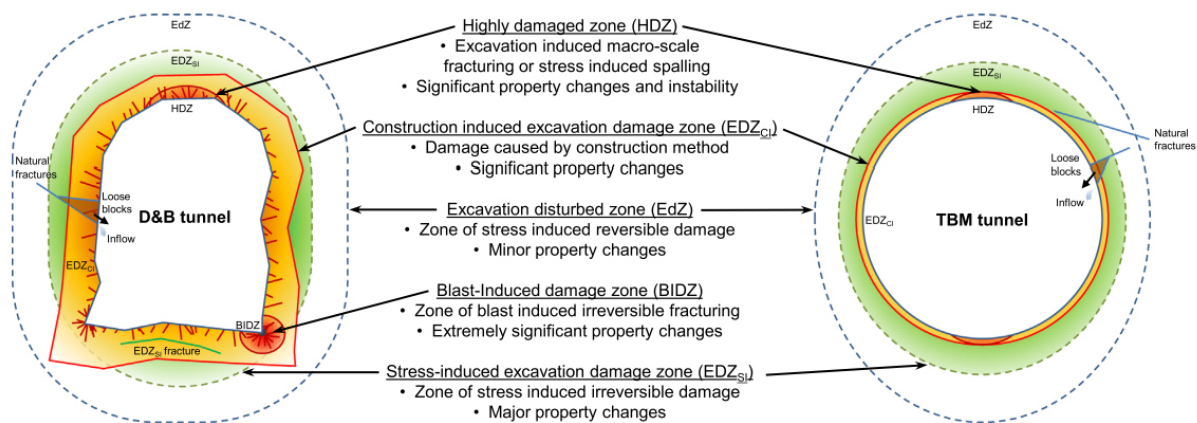 EdZ
EDZSI
HDZ
Natural
fractures
Loose
blocks
D&B tunnel
Inflow
EDZCI
BIDZ
EDZSI fracture
Highly damaged zone (HDZ)
• Excavation induced macro-scale
fracturing or stress induced spalling
• Significant property changes and instability
Construction induced excavation damage zone (EDZCI)
• Damage caused by construction method
• Significant property changes
Excavation disturbed zone (EdZ)
• Zone of stress induced reversible damage
• Minor property changes
Blast-Induced damage zone (BIDZ)
• Zone of blast induced irreversible fracturing
• Extremely significant property changes
Stress-induced excavation damage zone (EDZSI)
• Zone of stress induced irreversible damage
• Major property changes
EdZ
EDZSI
HDZ
Natural
fractures
Loose
blocks
Inflow
EDZCI
TBM tunnel